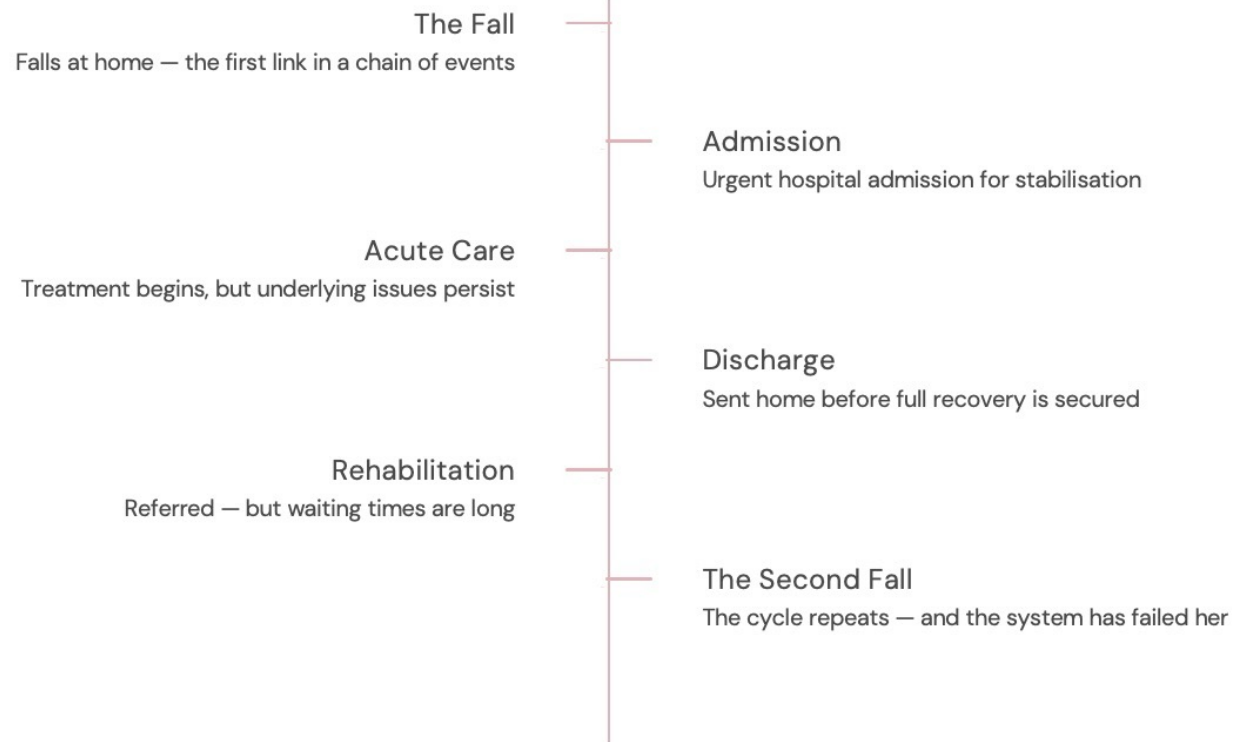 The Fall
Falls at home — the first link in a chain of events
Admission
Urgent hospital admission for stabilisation
Acute Care
Treatment begins, but underlying issues persist
Discharge
Sent home before full recovery is secured
Rehabilitation
Referred — but waiting times are long
The Second Fall
The cycle repeats — and the system has failed her